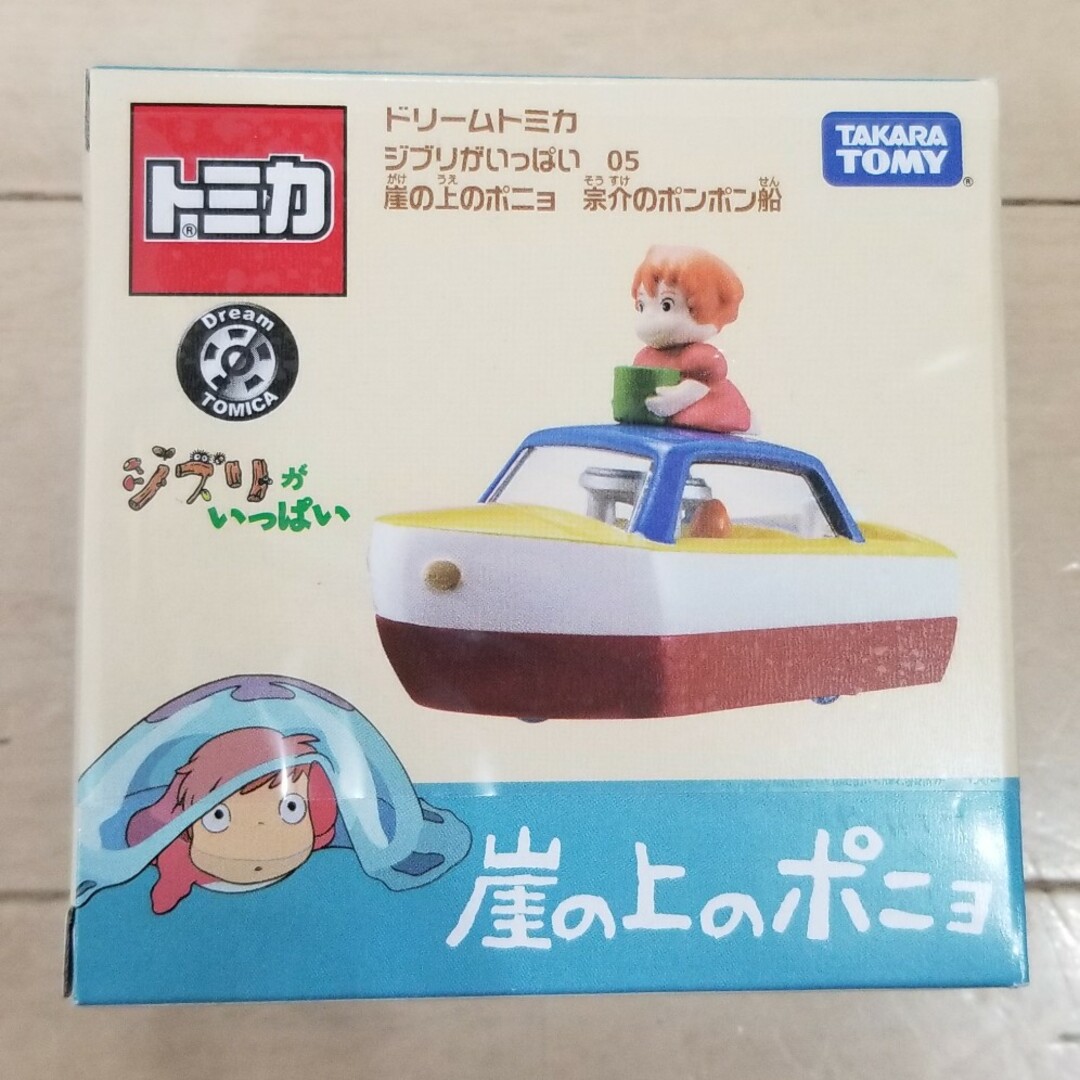 トミカ®
ドリームトミカ
ジブリがいっぱい 05
がけ うえ そうすけ せん
崖の上のポニョ 宗介のポンポン船
TAKARA
TOMY®
Dream
TOMICA
ジブリが
いっぱい
崖の上のポニョ